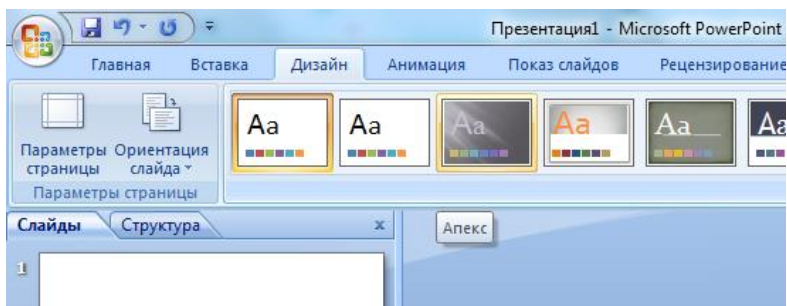 Презентация1 - Microsoft PowerPoint
Главная Вставка Дизайн Анимация Показ слайдов Рецензирование
Параметры страницы Ориентация слайда
Aa Aa Aa Aa Aa Aa
Параметры страницы
Слайды Структура x
Апекс
1